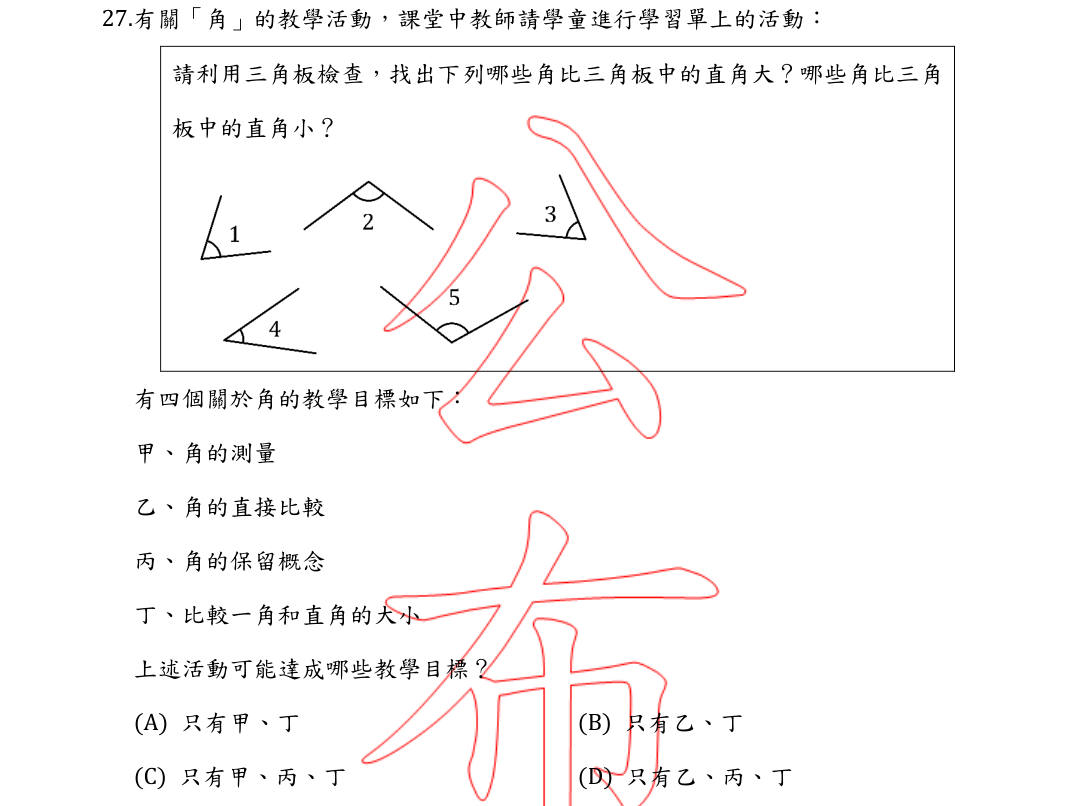 27.有關「角」的教學活動,課堂中教師請學童進行學習單上的活動:
請利用三角板檢查,找出下列哪些角比三角板中的直角大?哪些角比三角
板中的直角小?
1
2
3
4
5
有四個關於角的教學目標如下:
甲、角的測量
乙、角的直接比較
丙、角的保留概念
丁、比較一角和直角的大小
上述活動可能達成哪些教學目標?
(A) 只有甲、丁
(B) 只有乙、丁
(C) 只有甲、丙、丁
(D) 只有乙、丙、丁
公布